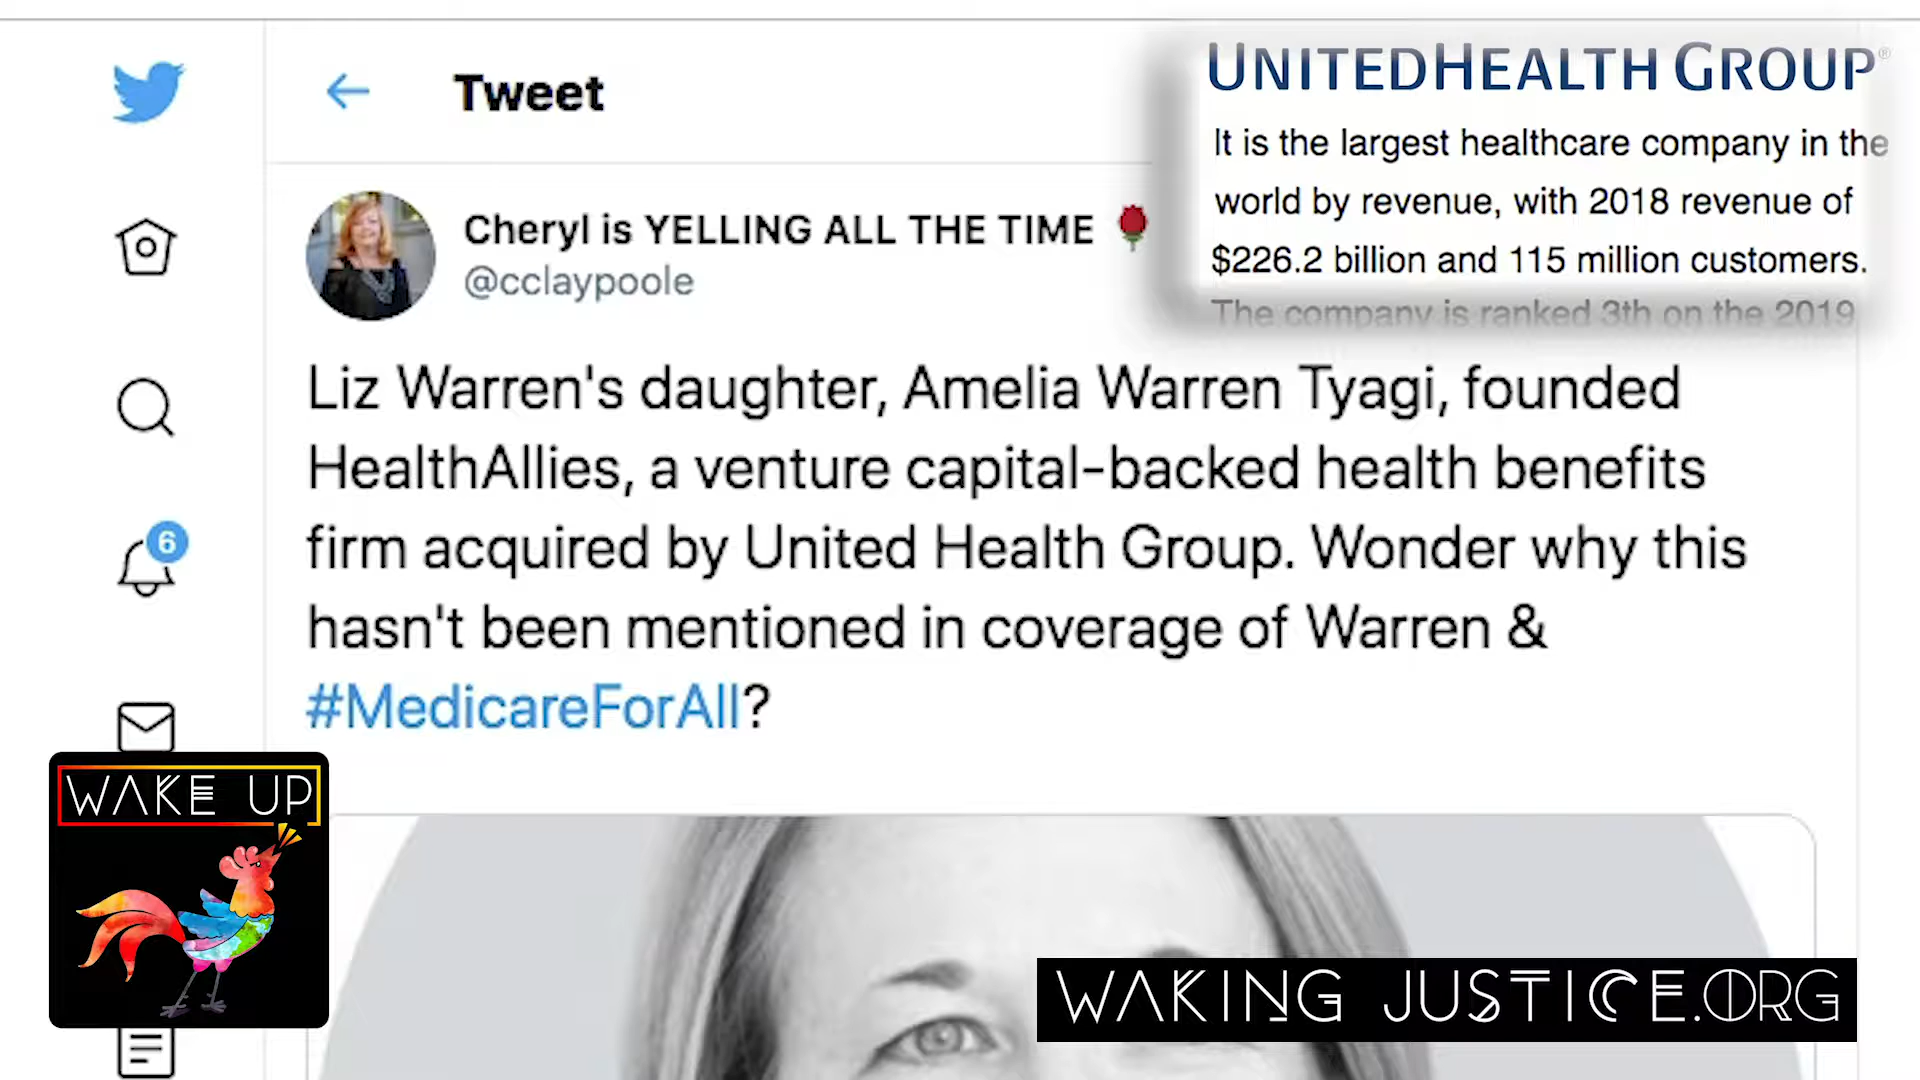 Tweet
UNITEDHEALTH GROUP®
It is the largest healthcare company in the
world by revenue, with 2018 revenue of
$226.2 billion and 115 million customers.
The company is ranked 3th on the 2019
Cheryl is YELLING ALL THE TIME 🌹
@cclaypoole
Liz Warren's daughter, Amelia Warren Tyagi, founded
HealthAllies, a venture capital-backed health benefits
firm acquired by United Health Group. Wonder why this
hasn't been mentioned in coverage of Warren &
#MedicareForAll?
6
WAKE UP
WAKING JUSTICE.ORG